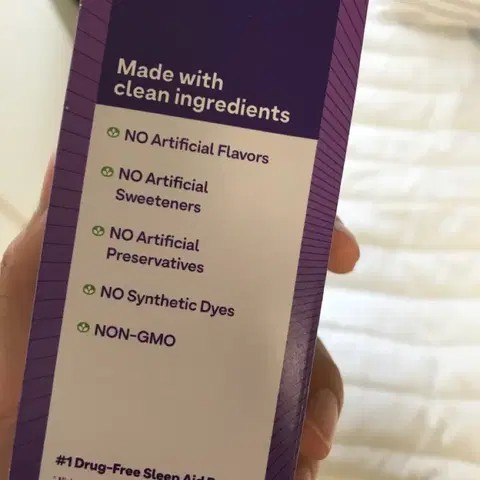 Made with
clean ingredients
NO Artificial Flavors
NO Artificial
Sweeteners
NO Artificial
Preservatives
NO Synthetic Dyes
NON-GMO
#1 Drug-Free Sleep Aid